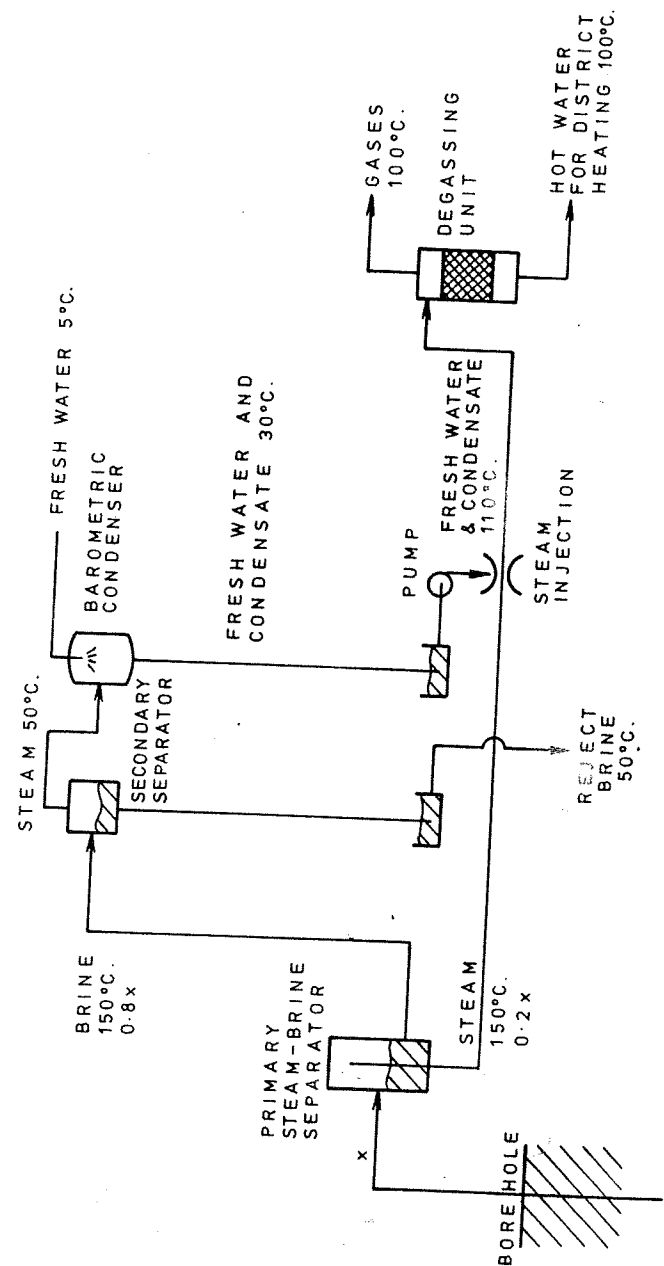 BORE HOLE
x
PRIMARY
STEAM-BRINE
SEPARATOR
BRINE
150°C.
0·8x
STEAM
150°C.
0·2x
STEAM 50°C.
SECONDARY
SEPARATOR
REJECT
BRINE
50°C.
FRESH WATER 5°C.
BAROMETRIC
CONDENSER
FRESH WATER AND
CONDENSATE 30°C.
PUMP
STEAM
INJECTION
FRESH WATER
& CONDENSATE
110°C.
GASES
100°C.
DEGASSING
UNIT
HOT WATER
FOR DISTRICT
HEATING 100°C.